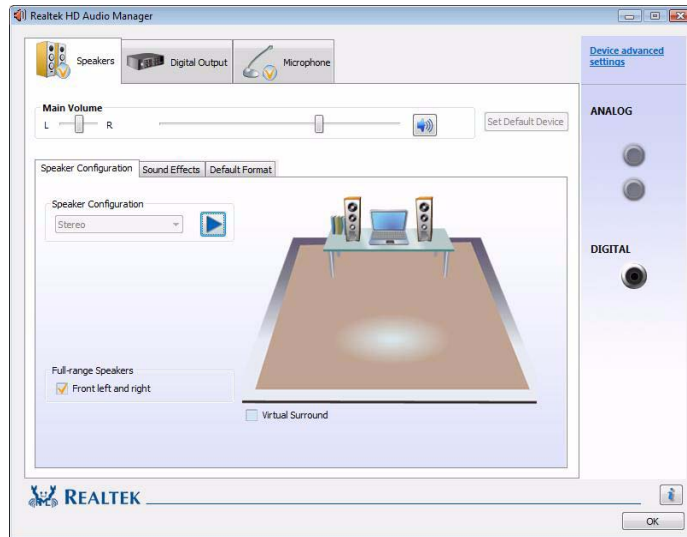 Realtek HD Audio Manager
Speakers
Digital Output
Microphone
Device advanced settings
Main Volume
L
R
Set Default Device
ANALOG
Speaker Configuration
Sound Effects
Default Format
Speaker Configuration
Stereo
DIGITAL
Full-range Speakers
Front left and right
Virtual Surround
REALTEK
i
OK